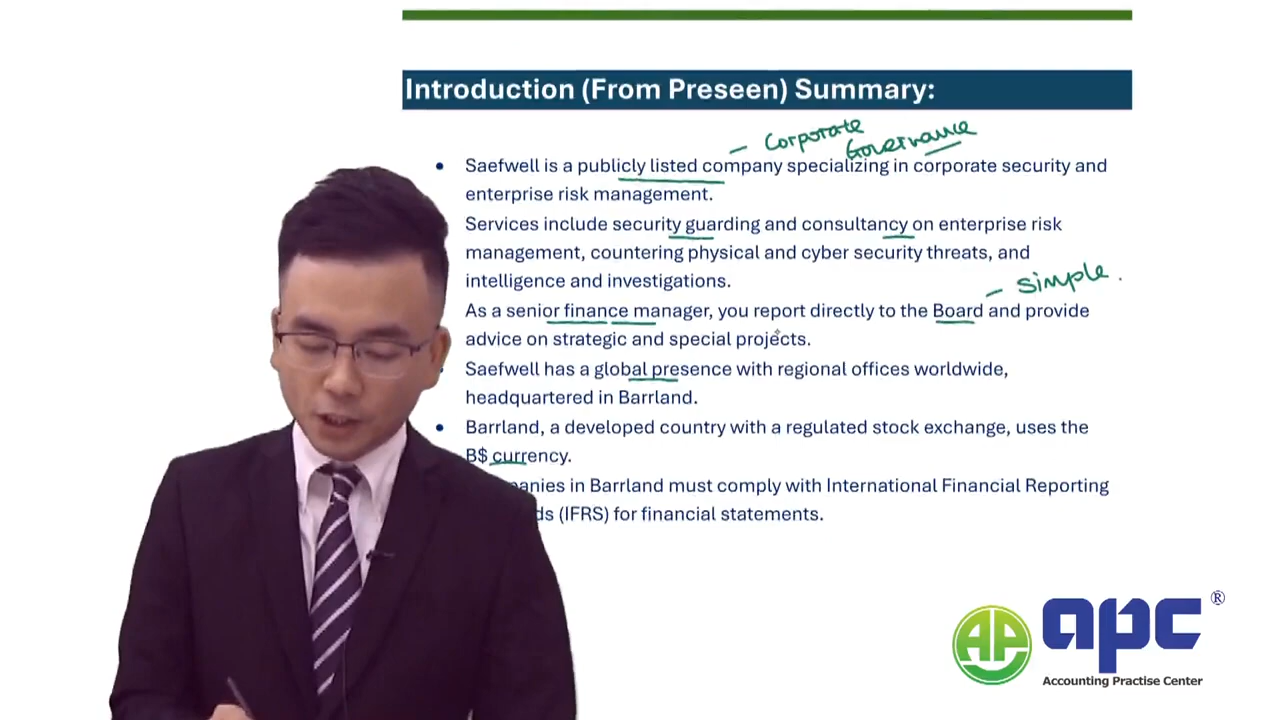 Introduction (From Preseen) Summary:
– Corporate Governance
• Saefwell is a publicly listed company specializing in corporate security and
enterprise risk management.
Services include security guarding and consultancy on enterprise risk
management, countering physical and cyber security threats, and
intelligence and investigations.
– simple.
As a senior finance manager, you report directly to the Board and provide
advice on strategic and special projects.
Saefwell has a global presence with regional offices worldwide,
headquartered in Barrland.
• Barrland, a developed country with a regulated stock exchange, uses the
B$ currency.
anies in Barrland must comply with International Financial Reporting
ds (IFRS) for financial statements.
AP apc ®
Accounting Practise Center